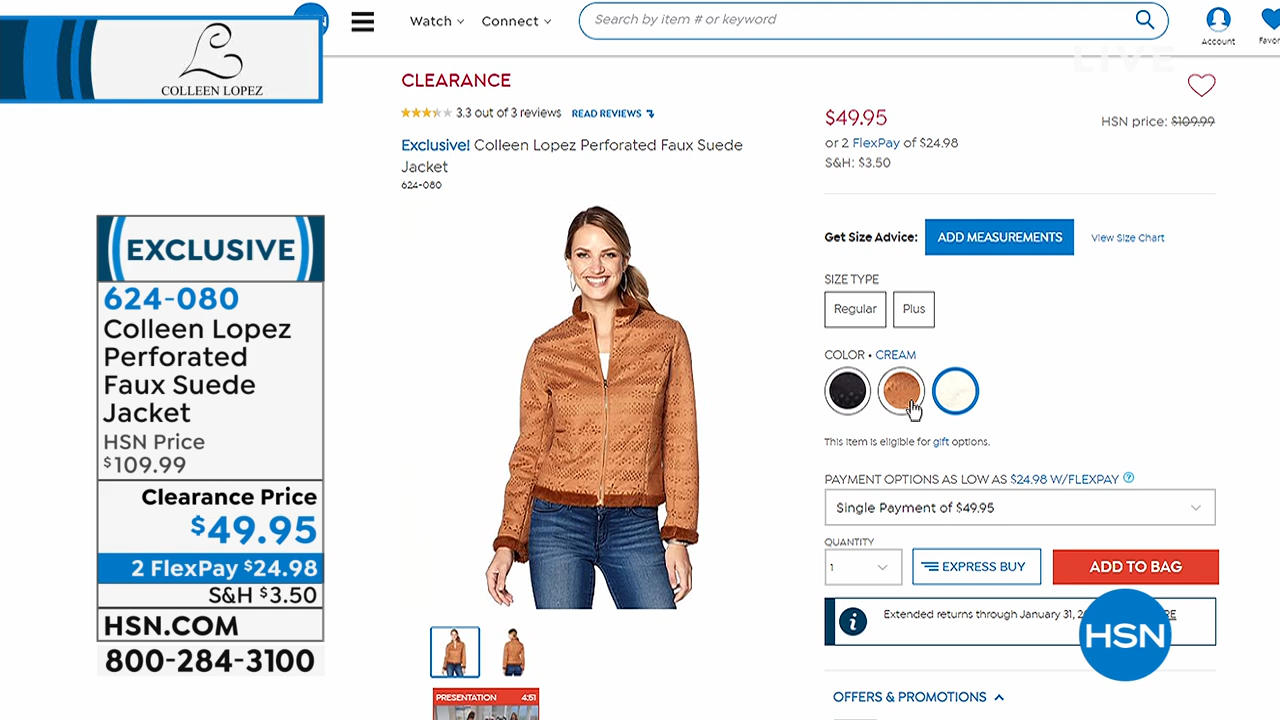 HSN
Watch
Connect
Search by item # or keyword
Account
LIVE
COLLEEN LOPEZ
CLEARANCE
3.3 out of 3 reviews READ REVIEWS
Exclusive! Colleen Lopez Perforated Faux Suede
Jacket
624-080
$49.95
HSN price: $109.99
or 2 FlexPay of $24.98
S&H: $3.50
Get Size Advice: ADD MEASUREMENTS View Size Chart
SIZE TYPE
Regular Plus
COLOR • CREAM
This item is eligible for gift options.
PAYMENT OPTIONS AS LOW AS $24.98 W/FLEXPAY ?
Single Payment of $49.95
QUANTITY
1 EXPRESS BUY ADD TO BAG
i Extended returns through January 31,
HSN
OFFERS & PROMOTIONS
PRESENTATION 4:51
EXCLUSIVE
624-080
Colleen Lopez
Perforated
Faux Suede
Jacket
HSN Price
$109.99
Clearance Price
$49.95
2 FlexPay $24.98
S&H $3.50
HSN.COM
800-284-3100